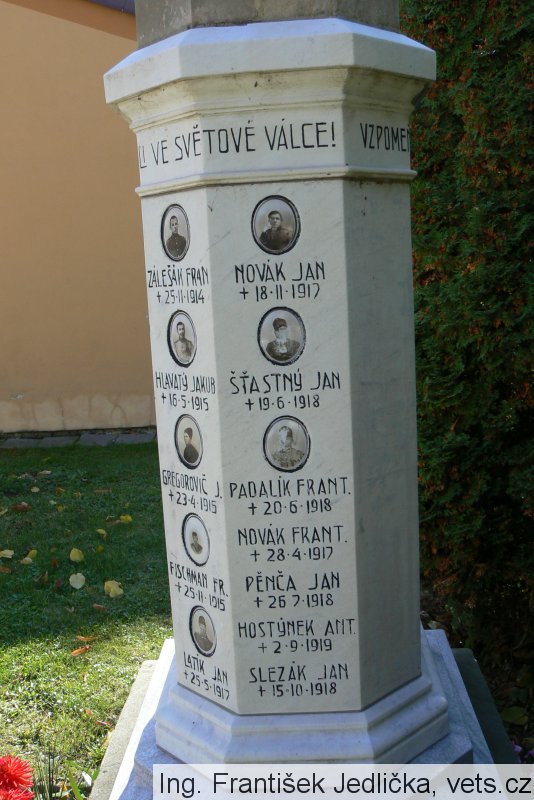 VE SVĚTOVÉ VÁLCE!
ZÁLEŠÁK FRAN
+ 25·11·1914
HLAVATÝ JAKUB
+ 16·5·1915
GREGOROVIČ J.
+ 23·4·1915
FISCHMAN FR.
+ 25·11·1915
LATÍK JAN
+ 25·5·1917
NOVÁK JAN
+ 18·11·1917
ŠŤASTNÝ JAN
+ 19·6·1918
PADALÍK FRANT.
+ 20·6·1918
NOVÁK FRANT.
+ 28·4·1917
PĚNČA JAN
+ 26·7·1918
HOSTÝNEK ANT.
+ 2·9·1919
SLEZÁK JAN
+ 15·10·1918
VZPOMEŇ
Ing. František Jedlička, vets.cz